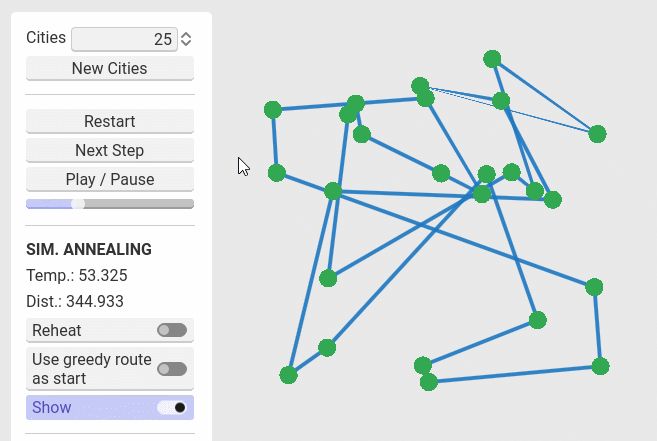 Cities 25
New Cities
Restart
Next Step
Play / Pause
SIM. ANNEALING
Temp.: 53.325
Dist.: 344.933
Reheat
Use greedy route
as start
Show